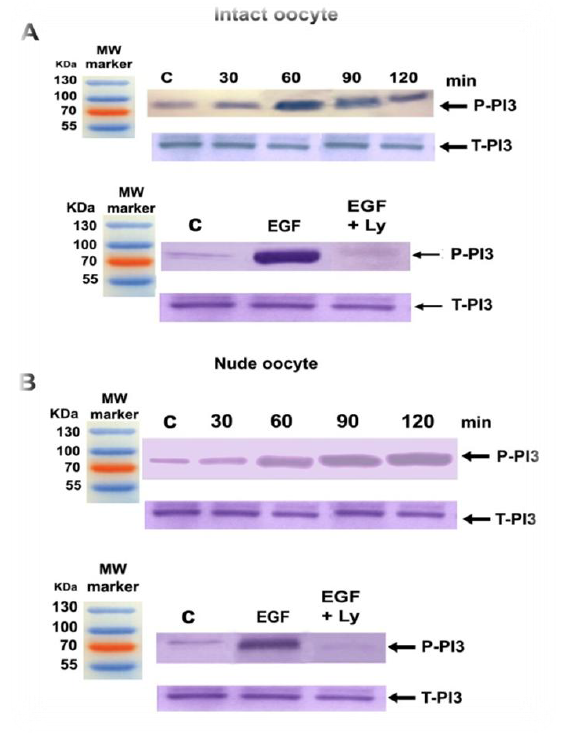 Intact oocyte
A
MW
KDa marker
130
100
70
55
C 30 60 90 120 min
P-PI3
T-PI3
MW
KDa marker
130
100
70
55
C EGF EGF
+ Ly
P-PI3
T-PI3
Nude oocyte
B
MW
KDa marker
130
100
70
55
C 30 60 90 120 min
P-PI3
T-PI3
MW
KDa marker
130
100
70
55
C EGF EGF
+ Ly
P-PI3
T-PI3